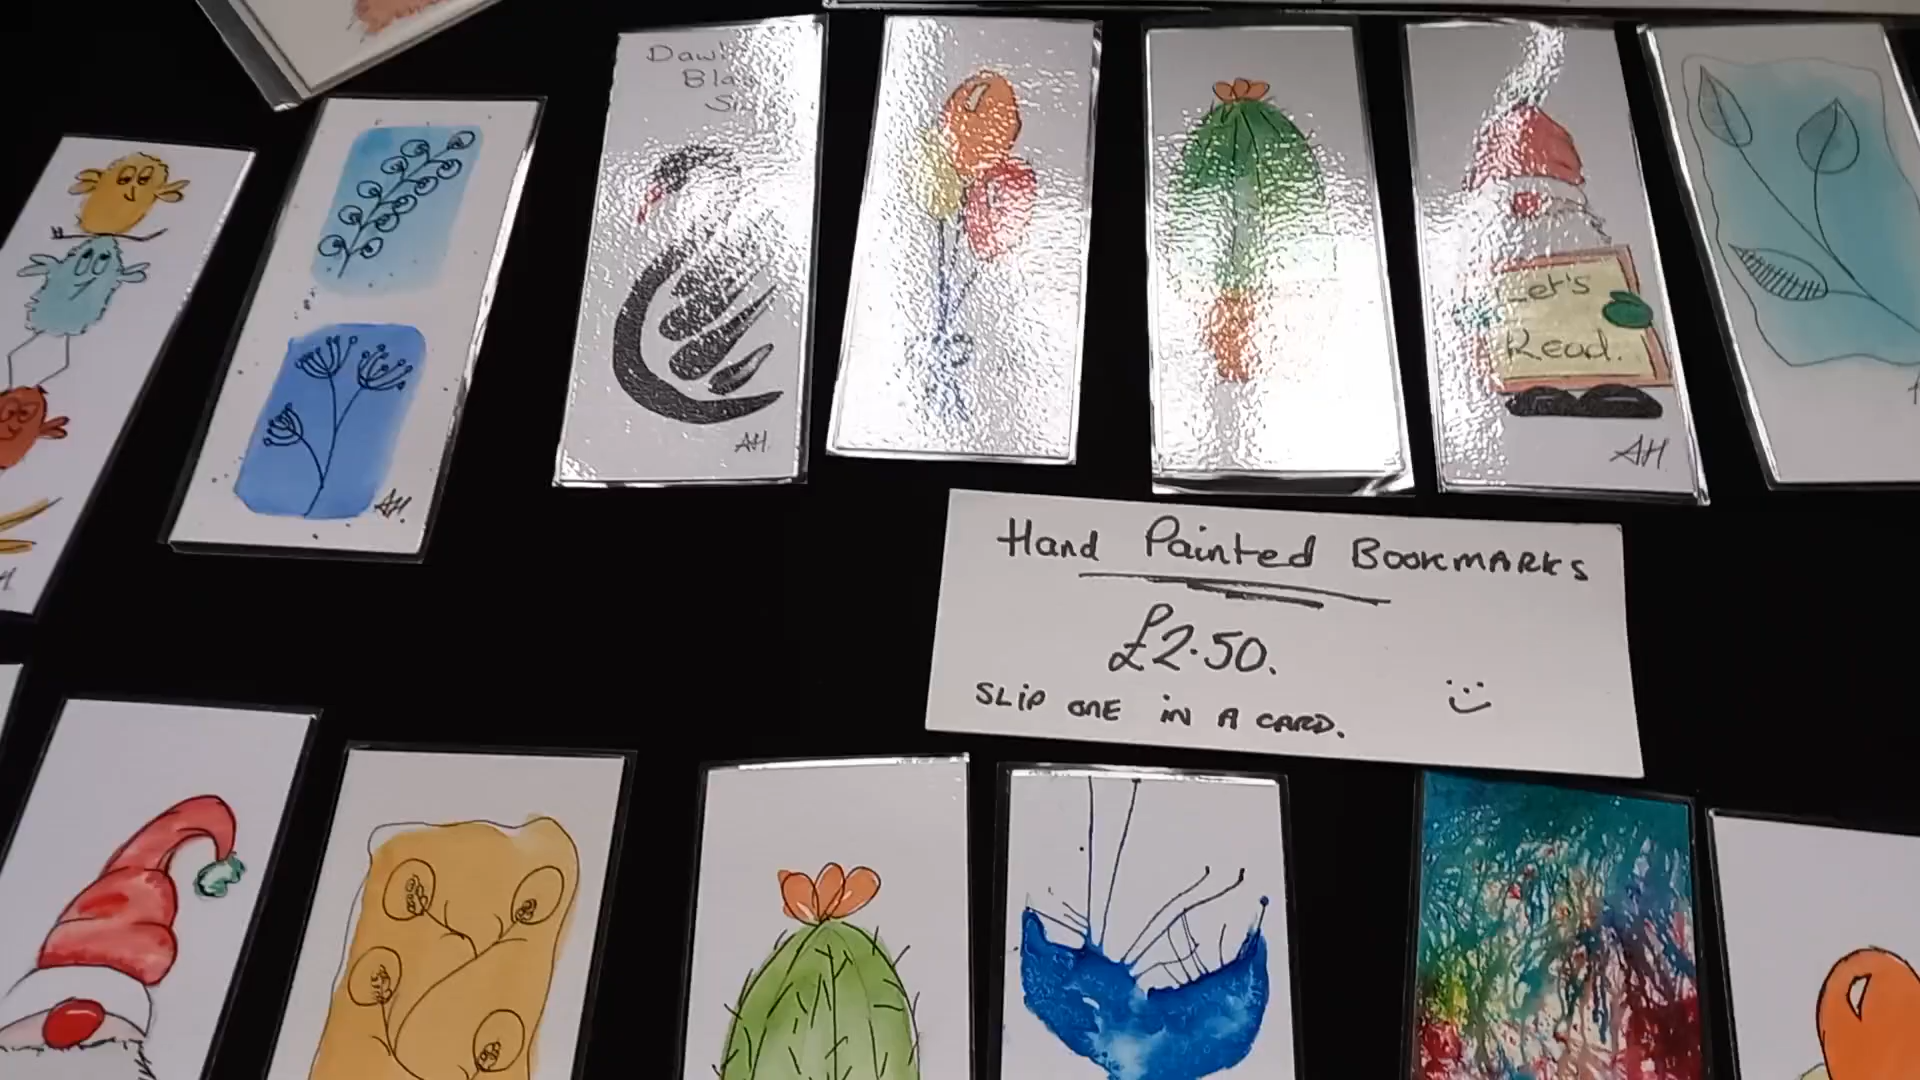 AH.
AH.
Let's
Read.
AH.
Hand Painted Bookmarks
£2.50.
SLIP ONE IN A CARD.